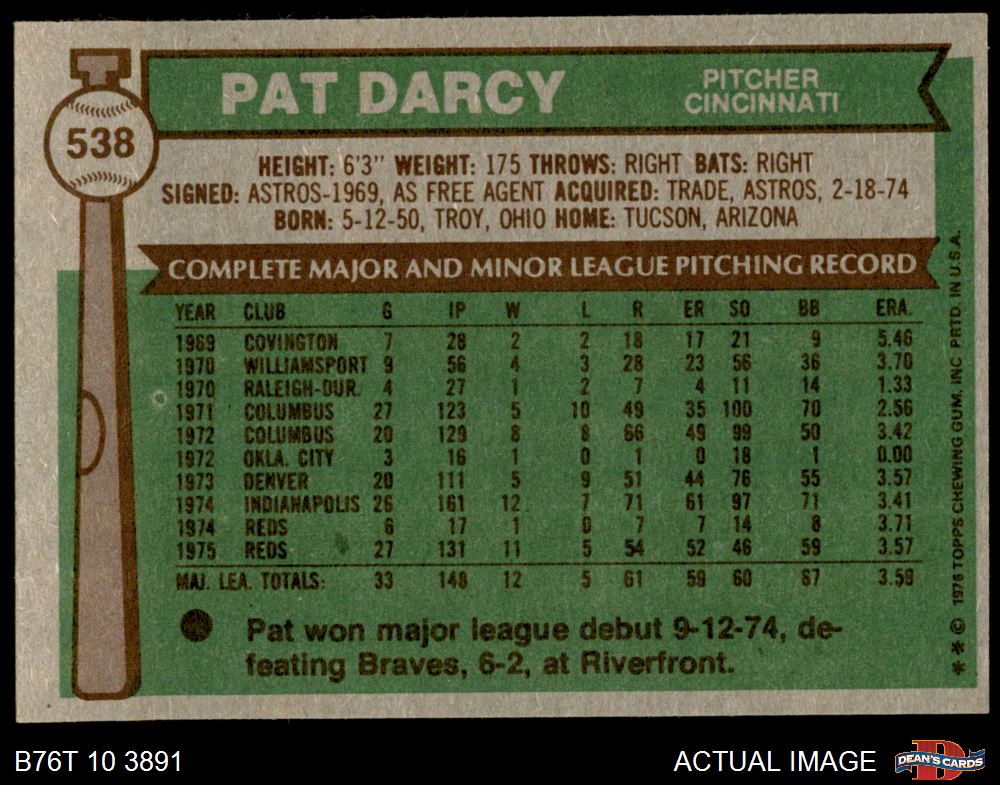 PAT DARCY
PITCHER
CINCINNATI
538
HEIGHT: 6'3" WEIGHT: 175 THROWS: RIGHT BATS: RIGHT
SIGNED: ASTROS-1969, AS FREE AGENT ACQUIRED: TRADE, ASTROS, 2-18-74
BORN: 5-12-50, TROY, OHIO HOME: TUCSON, ARIZONA
COMPLETE MAJOR AND MINOR LEAGUE PITCHING RECORD
YEAR CLUB G IP W L R ER SO BB ERA.
1969 COVINGTON 7 28 2 2 18 17 21 9 5.46
1970 WILLIAMSPORT 9 56 4 3 28 23 56 36 3.70
1970 RALEIGH-DUR. 4 27 1 2 7 4 11 14 1.33
1971 COLUMBUS 27 123 5 10 49 35 100 70 2.56
1972 COLUMBUS 20 129 8 8 66 49 99 50 3.42
1972 OKLA. CITY 3 16 1 0 1 0 18 1 0.00
1973 DENVER 20 111 5 9 51 44 76 55 3.57
1974 INDIANAPOLIS 26 161 12 7 71 61 97 71 3.41
1974 REDS 6 17 1 0 7 7 14 8 3.71
1975 REDS 27 131 11 5 54 52 46 59 3.57
MAJ. LEA. TOTALS: 33 148 12 5 61 59 60 67 3.59
Pat won major league debut 9-12-74, de-
feating Braves, 6-2, at Riverfront.
** © 1976 TOPPS CHEWING GUM, INC. PRTD. IN U.S.A.
B76T 10 3891
ACTUAL IMAGE
D
DEAN'S CARDS